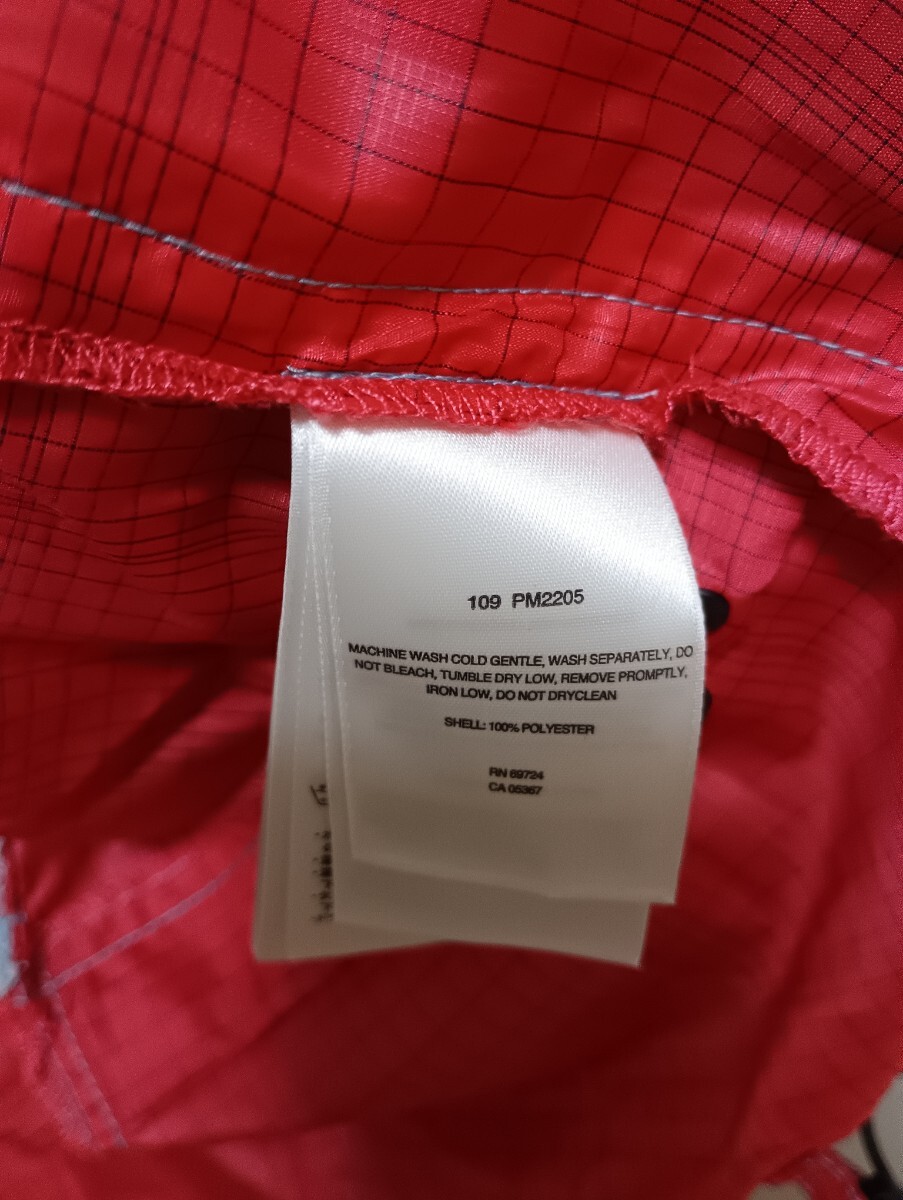 109 PM2205
MACHINE WASH COLD GENTLE, WASH SEPARATELY, DO
NOT BLEACH, TUMBLE DRY LOW, REMOVE PROMPTLY,
IRON LOW, DO NOT DRYCLEAN
SHELL: 100% POLYESTER
RN 69724
CA 05367